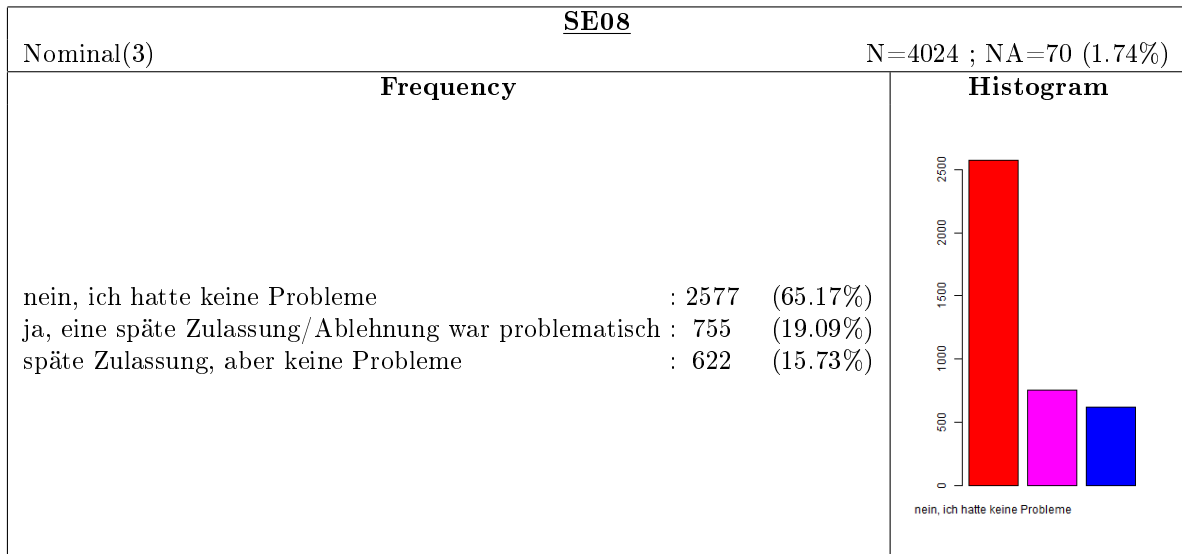 SE08
Nominal(3) N=4024 ; NA=70 (1.74%)
Frequency
Histogram
nein, ich hatte keine Probleme : 2577 (65.17%)
ja, eine späte Zulassung/Ablehnung war problematisch : 755 (19.09%)
späte Zulassung, aber keine Probleme : 622 (15.73%)
2500
2000
1500
1000
500
0
nein, ich hatte keine Probleme